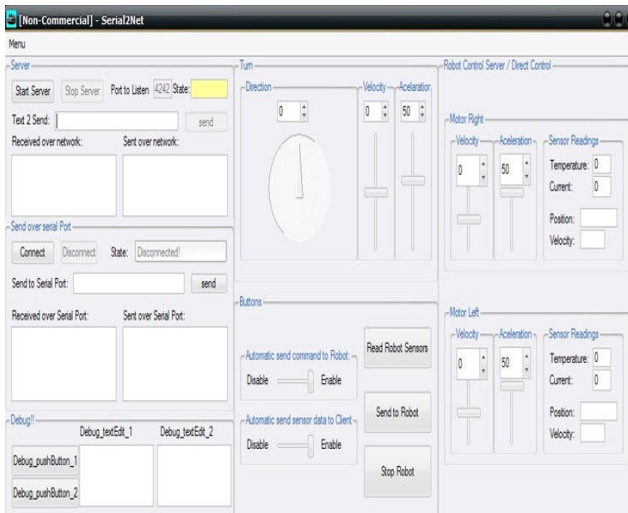 [Non-Commercial] - Serial2Net
Menu
Server
Start Server Stop Server Port to Listen 4242 State:
Text 2 Send: send
Received over network: Sent over network:
Send over serial Port
Connect Disconnect State: Disconnected!
Send to Serial Port: send
Received over Serial Port: Sent over Serial Port:
Debug!!
Debug_textEdit_1 Debug_textEdit_2
Debug_pushButton_1
Debug_pushButton_2
Turn
Direction
0
Velocity
0
Acelaration
50
Buttons
Automatic send command to Robot:
Disable Enable
Automatic send sensor data to Client
Disable Enable
Read Robot Sensors
Send to Robot
Stop Robot
Robot Control Server / Direct Control
Motor Right
Velocity Aceleration Sensor Readings
0 50
Temperature: 0
Current: 0
Position:
Velocity:
Motor Left
Velocity Aceleration Sensor Readings
0 50
Temperature: 0
Current: 0
Position:
Velocity: